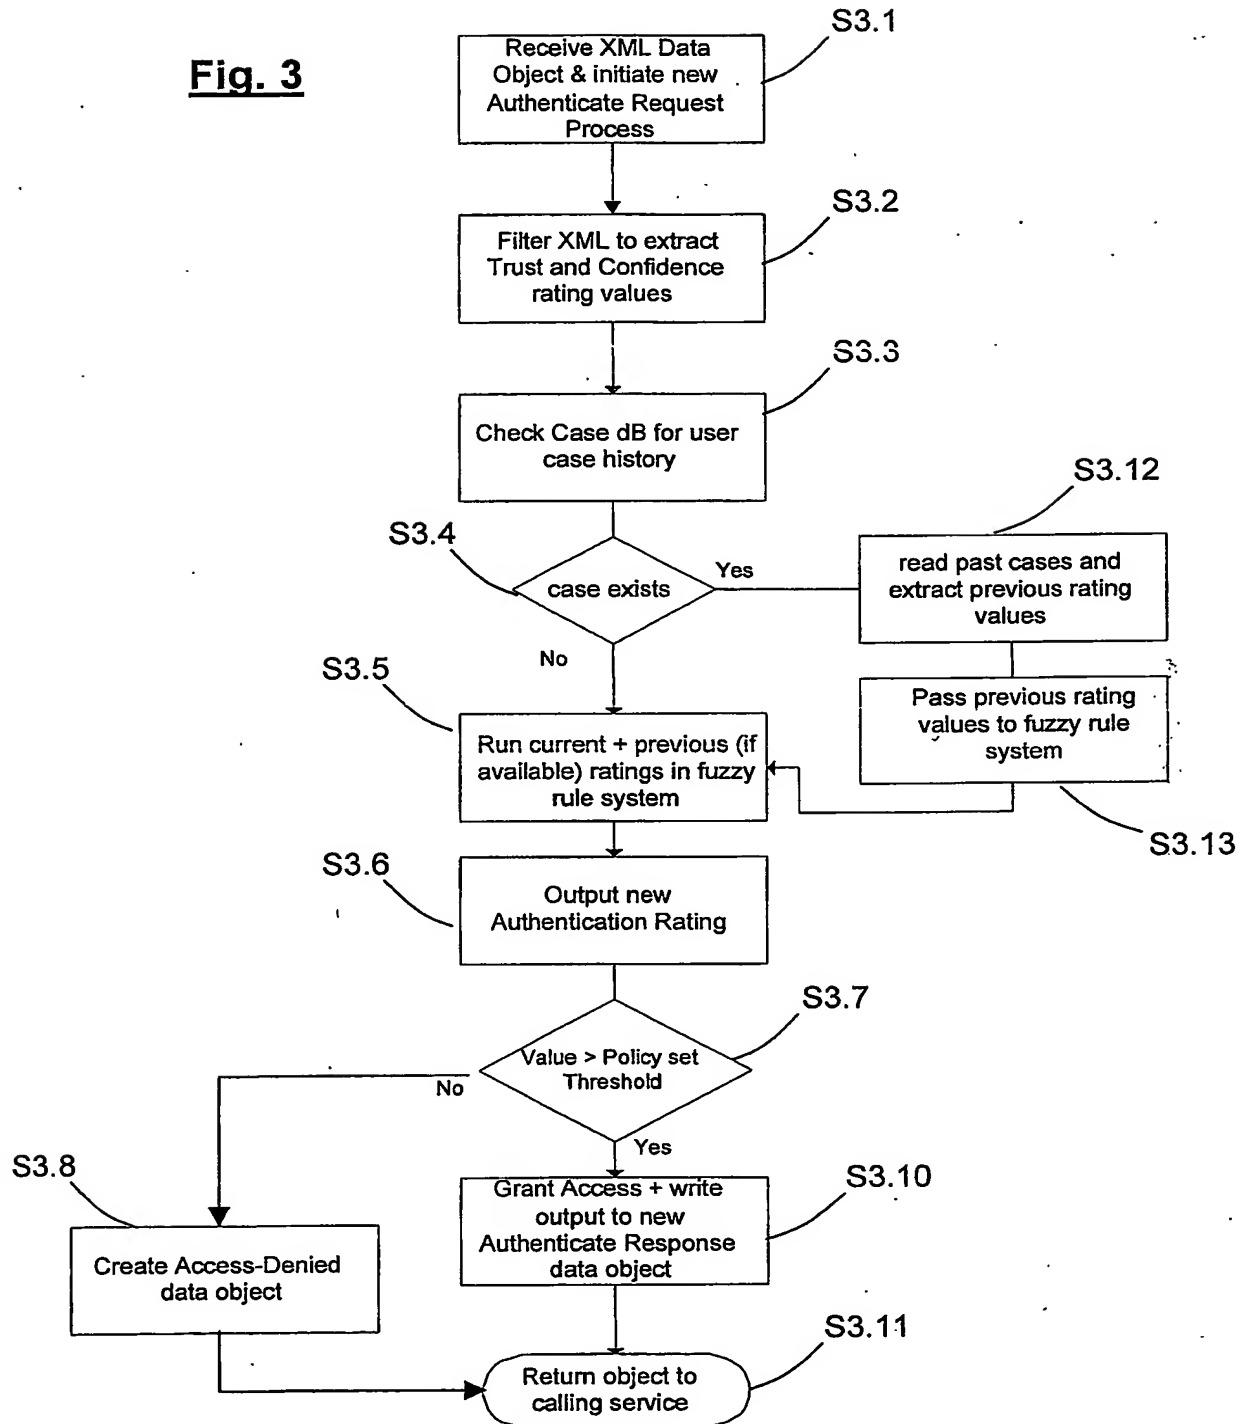 Fig. 3
S3.1
Receive XML Data
Object & initiate new
Authenticate Request
Process
S3.2
Filter XML to extract
Trust and Confidence
rating values
S3.3
Check Case dB for user
case history
S3.4
case exists
Yes
No
S3.12
read past cases and
extract previous rating
values
Pass previous rating
values to fuzzy rule
system
S3.13
S3.5
Run current + previous (if
available) ratings in fuzzy
rule system
S3.6
Output new
Authentication Rating
S3.7
Value > Policy set
Threshold
No
Yes
S3.8
Create Access-Denied
data object
S3.10
Grant Access + write
output to new
Authenticate Response
data object
S3.11
Return object to
calling service